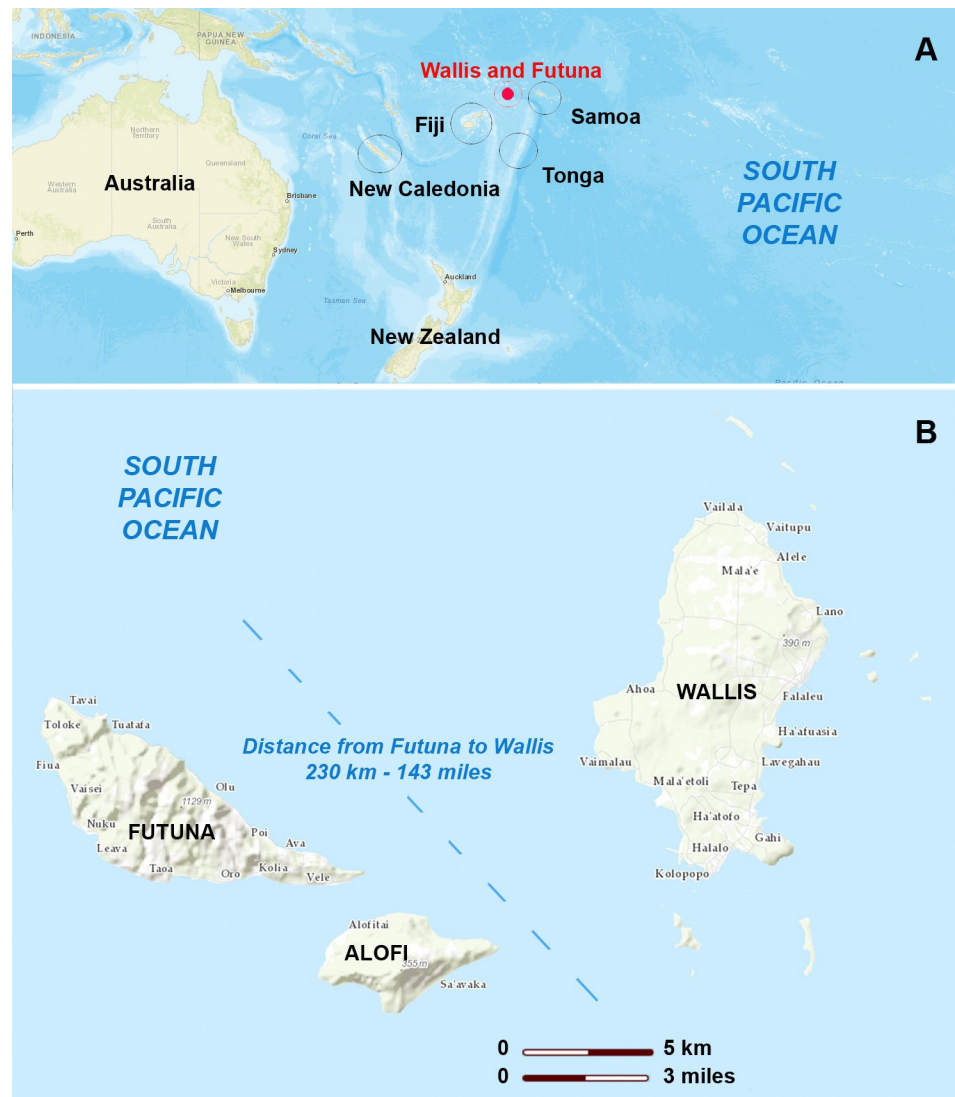 A
INDONESIA
PAPUA NEW
GUINEA
Wallis and Futuna
Samoa
Fiji
Tonga
New Caledonia
Coral Sea
Northern
Territory
Queensland
Western
Australia
Australia
South
Australia
New South
Wales
Victoria
Brisbane
Perth
Sydney
Melbourne
Tasman Sea
Auckland
New Zealand
SOUTH
PACIFIC
OCEAN
Pacific Ocean
B
SOUTH
PACIFIC
OCEAN
Vailala
Vaitupu
Alele
Mala'e
Lano
390 m
Ahoa
WALLIS
Falaleu
Ha'afuasia
Vaimalau
Lavegahau
Mala'etoli
Tepa
Ha'atofo
Gahi
Halalo
Kolopopo
Distance from Futuna to Wallis
230 km - 143 miles
Tavai
Toloke
Tuatafa
Fiua
Vaisei
Olu
1129 m
Nuku
FUTUNA
Leava
Poi
Ava
Taoa
Oro
Kolia
Vele
Alofitai
ALOFI
355 m
Sa'avaka
0 5 km
0 3 miles